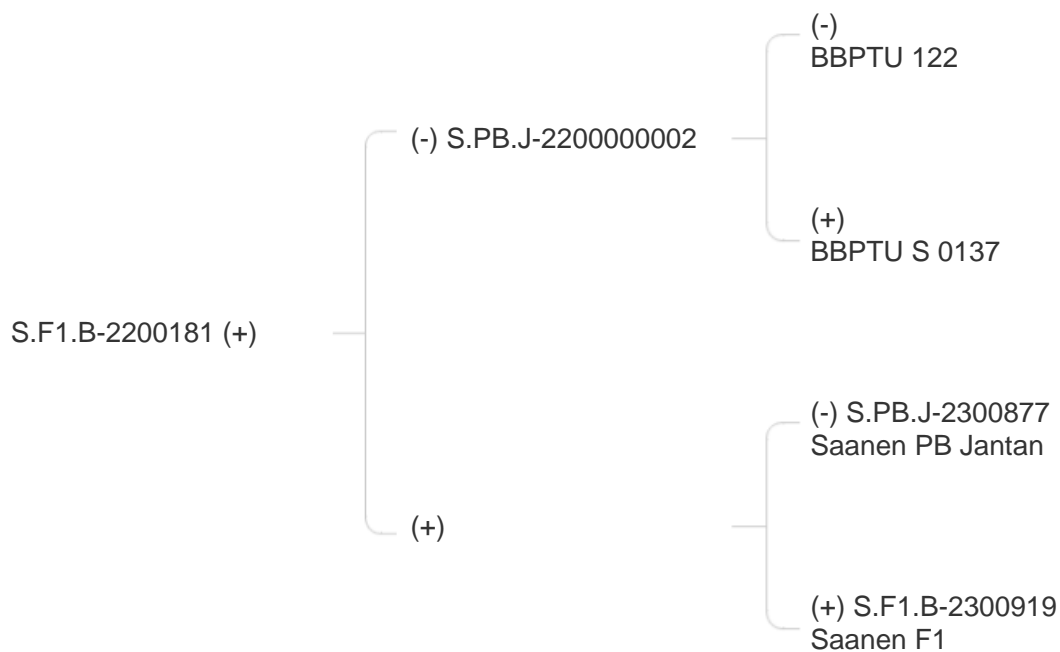 (-)
BBPTU 122
(-) S.PB.J-2200000002
(+)
BBPTU S 0137
S.F1.B-2200181 (+)
(-) S.PB.J-2300877
Saanen PB Jantan
(+)
(+) S.F1.B-2300919
Saanen F1